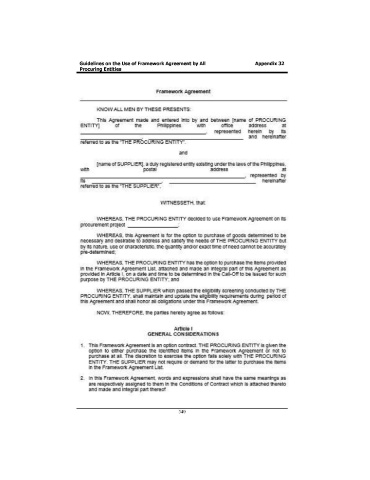 Guidelines on the Use of Framework Agreement by All Appendix 32
Procuring Entities
Framework Agreement
KNOW ALL MEN BY THESE PRESENTS:
This Agreement made and entered into by and between [name of PROCURING
ENTITY] of the Philippines with office address at
, represented herein by its
and hereinafter
referred to as the "THE PROCURING ENTITY".
and
[name of SUPPLIER], a duly registered entity existing under the laws of the Philippines,
with postal address at
, represented by
its hereinafter
referred to as the "THE SUPPLIER".
WITNESSETH, that:
WHEREAS, THE PROCURING ENTITY decided to use Framework Agreement on its
procurement project
WHEREAS, this Agreement is for the option to purchase of goods determined to be
necessary and desirable to address and satisfy the needs of THE PROCURING ENTITY but
by its nature, use or characteristic, the quantity and/or exact time of need cannot be accurately
pre-determined;
WHEREAS, THE PROCURING ENTITY has the option to purchase the items provided
in the Framework Agreement List, attached and made an integral part of this Agreement as
provided in Article I, on a date and time to be determined in the Call-Off to be issued for such
purpose by THE PROCURING ENTITY; and
WHEREAS, THE SUPPLIER which passed the eligibility screening conducted by THE
PROCURING ENTITY, shall maintain and update the eligibility requirements during period of
this Agreement and shall honor all obligations under this Framework Agreement.
NOW, THEREFORE, the parties hereby agree as follows:
Article I
GENERAL CONSIDERATIONS
1. This Framework Agreement is an option contract. THE PROCURING ENTITY is given the
option to either purchase the identified items in the Framework Agreement or not to
purchase at all. The discretion to exercise the option falls solely with THE PROCURING
ENTITY. THE SUPPLIER may not require or demand for the latter to purchase the items
in the Framework Agreement List.
2. In this Framework Agreement, words and expressions shall have the same meanings as
are respectively assigned to them in the Conditions of Contract which is attached thereto
and made and integral part thereof